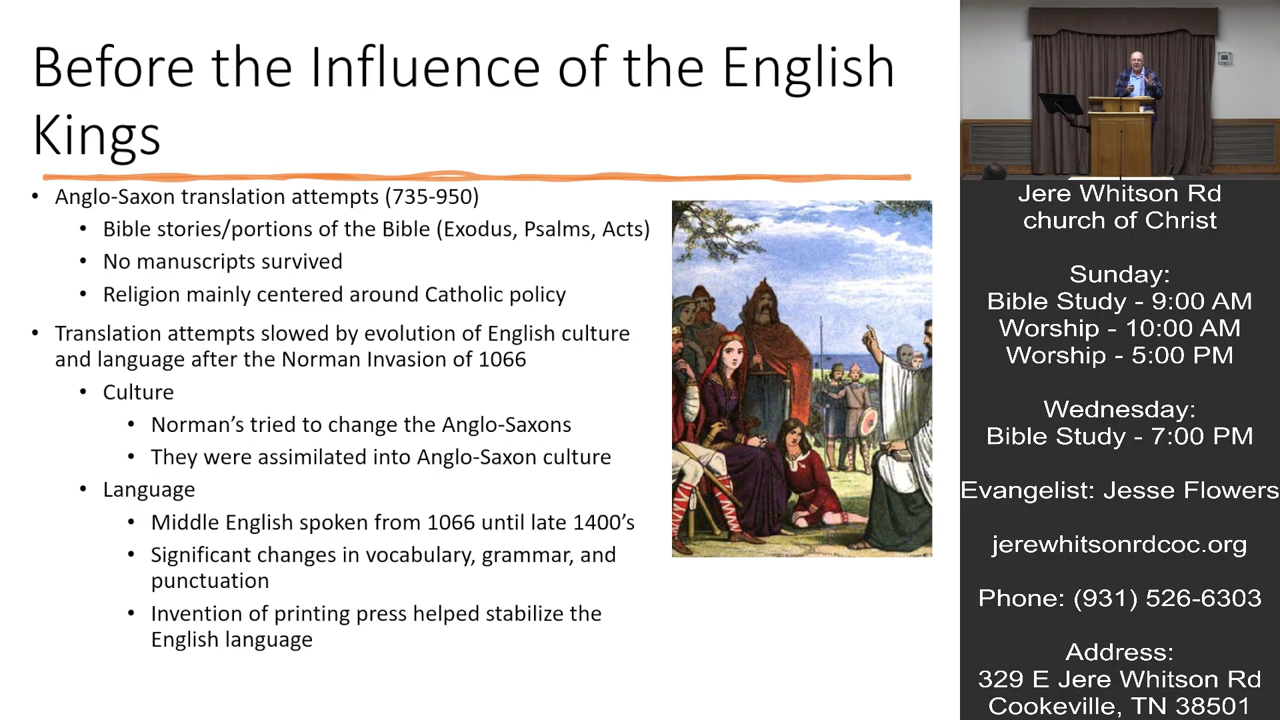 Before the Influence of the English
Kings
• Anglo-Saxon translation attempts (735-950)
• Bible stories/portions of the Bible (Exodus, Psalms, Acts)
• No manuscripts survived
• Religion mainly centered around Catholic policy
• Translation attempts slowed by evolution of English culture
and language after the Norman Invasion of 1066
• Culture
• Norman's tried to change the Anglo-Saxons
• They were assimilated into Anglo-Saxon culture
• Language
• Middle English spoken from 1066 until late 1400's
• Significant changes in vocabulary, grammar, and
punctuation
• Invention of printing press helped stabilize the
English language
Jere Whitson Rd
church of Christ
Sunday:
Bible Study - 9:00 AM
Worship - 10:00 AM
Worship - 5:00 PM
Wednesday:
Bible Study - 7:00 PM
Evangelist: Jesse Flowers
jerewhitsonrdcoc.org
Phone: (931) 526-6303
Address:
329 E Jere Whitson Rd
Cookeville, TN 38501